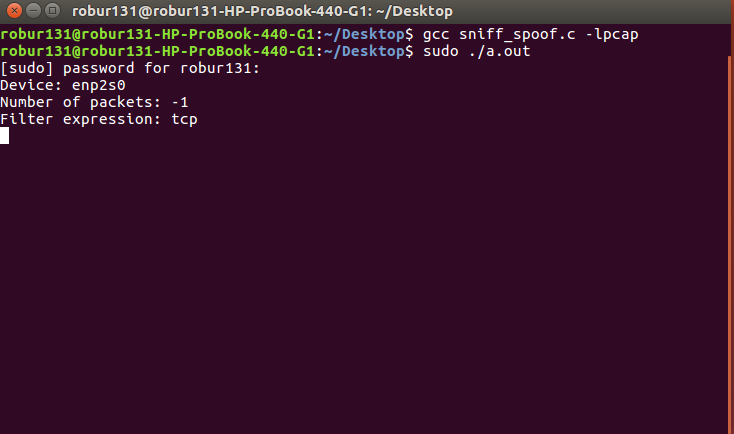 robur131@robur131-HP-ProBook-440-G1: ~/Desktop
robur131@robur131-HP-ProBook-440-G1:~/Desktop$ gcc sniff_spoof.c -lpcap
robur131@robur131-HP-ProBook-440-G1:~/Desktop$ sudo ./a.out
[sudo] password for robur131:
Device: enp2s0
Number of packets: -1
Filter expression: tcp